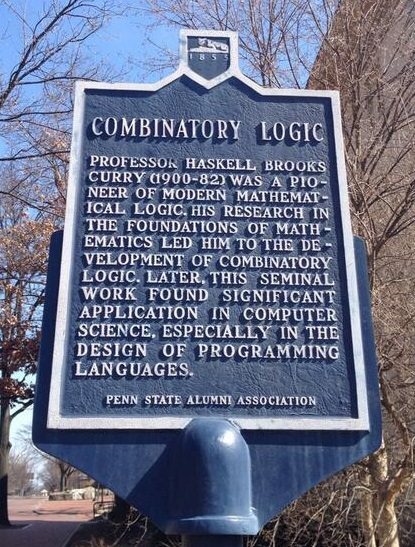 1855
COMBINATORY LOGIC
PROFESSOR HASKELL BROOKS
CURRY (1900-82) WAS A PIO-
NEER OF MODERN MATHEMAT-
ICAL LOGIC. HIS RESEARCH IN
THE FOUNDATIONS OF MATH-
EMATICS LED HIM TO THE DE-
VELOPMENT OF COMBINATORY
LOGIC. LATER, THIS SEMINAL
WORK FOUND SIGNIFICANT
APPLICATION IN COMPUTER
SCIENCE, ESPECIALLY IN THE
DESIGN OF PROGRAMMING
LANGUAGES.
PENN STATE ALUMNI ASSOCIATION